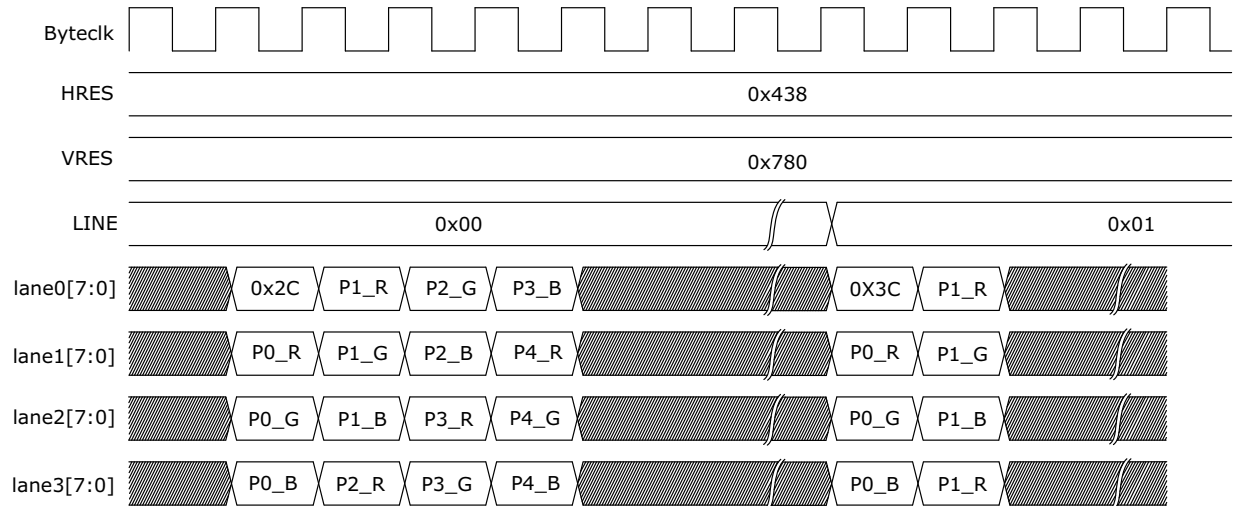 Byteclk
HRES 0x438
VRES 0x780
LINE 0x00 0x01
lane0[7:0] 0x2C P1_R P2_G P3_B 0X3C P1_R
lane1[7:0] P0_R P1_G P2_B P4_R P0_R P1_G
lane2[7:0] P0_G P1_B P3_R P4_G P0_G P1_B
lane3[7:0] P0_B P2_R P3_G P4_B P0_B P1_R